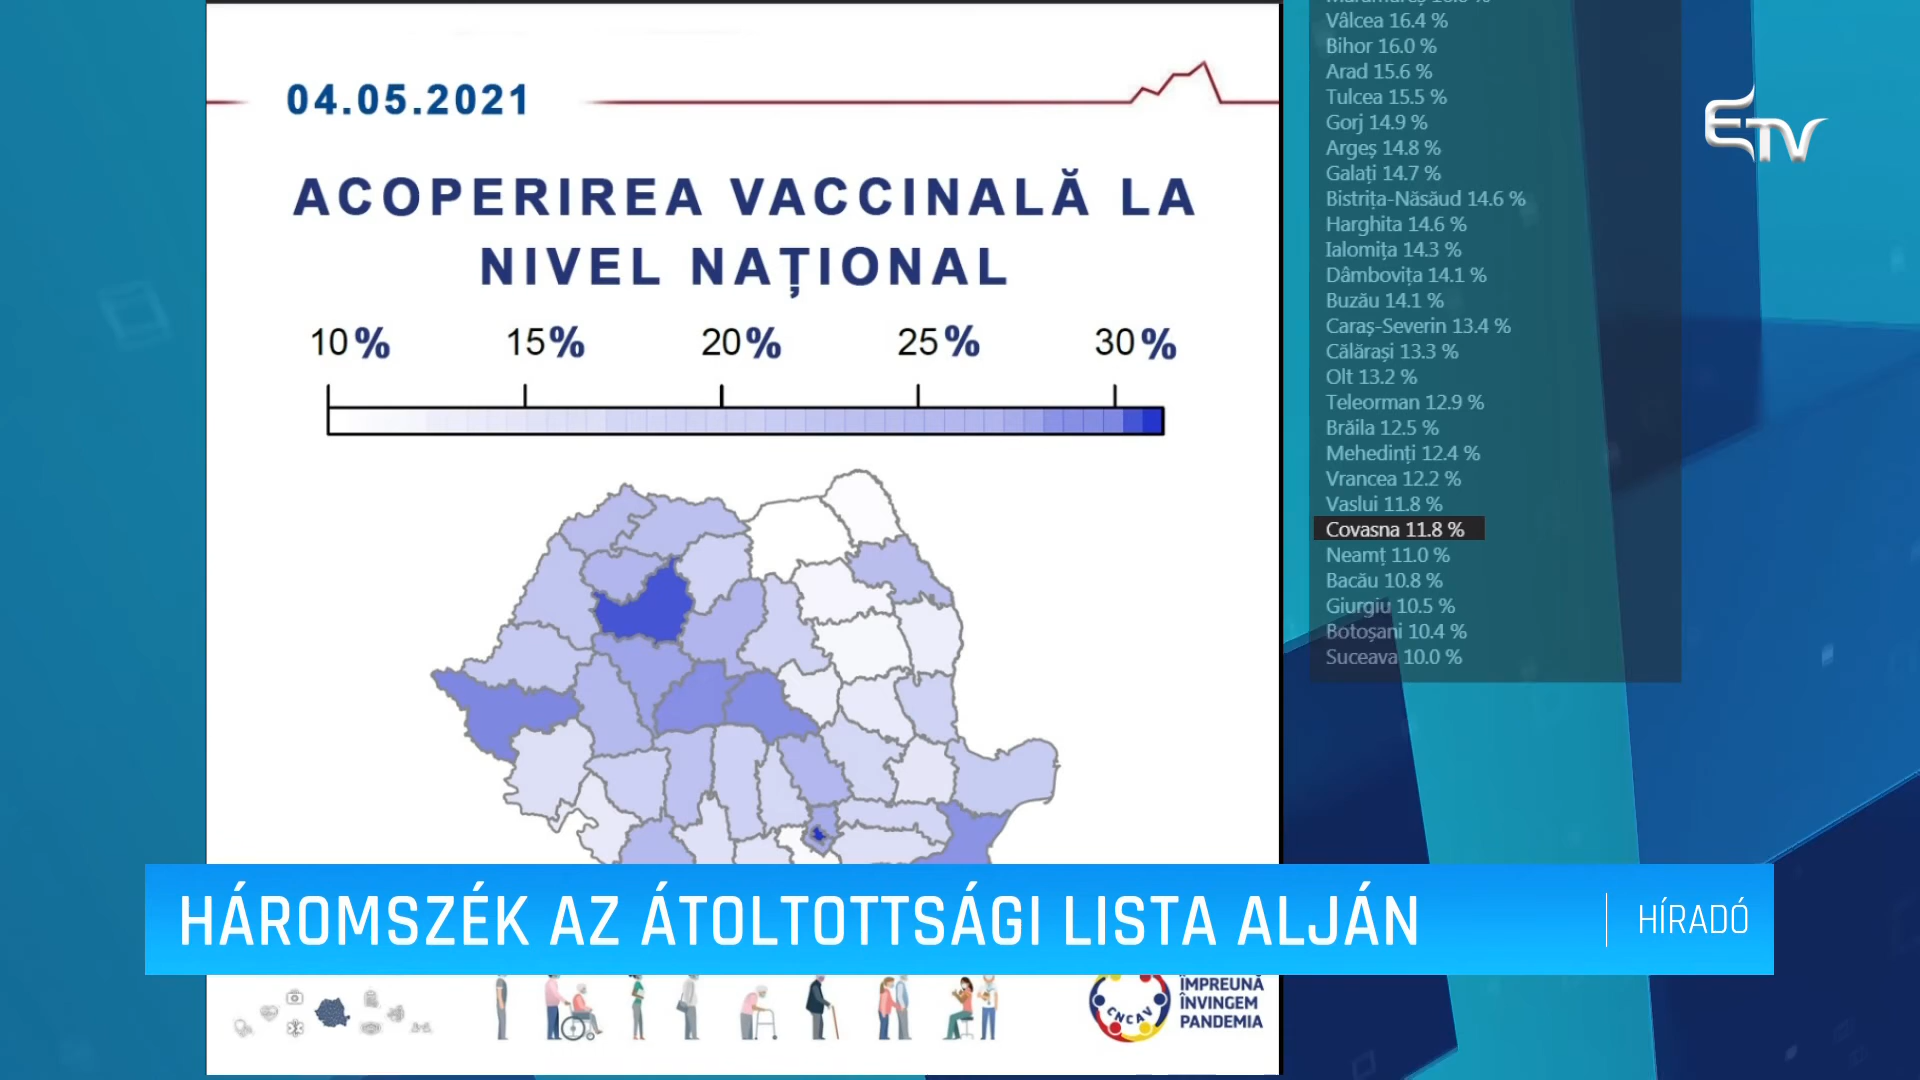 04.05.2021
ACOPERIREA VACCINALĂ LA
NIVEL NAȚIONAL
10% 15% 20% 25% 30%
Vâlcea 16.4 %
Bihor 16.0 %
Arad 15.6 %
Tulcea 15.5 %
Gorj 14.9 %
Argeș 14.8 %
Galați 14.7 %
Bistrița-Năsăud 14.6 %
Harghita 14.6 %
Ialomița 14.3 %
Dâmbovița 14.1 %
Buzău 14.1 %
Caraș-Severin 13.4 %
Călărași 13.3 %
Olt 13.2 %
Teleorman 12.9 %
Brăila 12.5 %
Mehedinți 12.4 %
Vrancea 12.2 %
Vaslui 11.8 %
Covasna 11.8 %
Neamț 11.0 %
Bacău 10.8 %
Giurgiu 10.5 %
Botoșani 10.4 %
Suceava 10.0 %
ETV
HÁROMSZÉK AZ ÁTOLTOTTSÁGI LISTA ALJÁN
HÍRADÓ
CNCAV
ÎMPREUNĂ
ÎNVINGEM
PANDEMIA